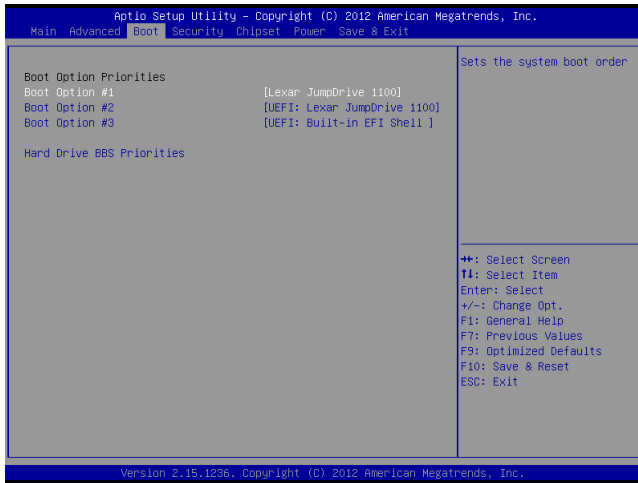 Aptio Setup Utility – Copyright (C) 2012 American Megatrends, Inc.
Main Advanced Boot Security Chipset Power Save & Exit
Boot Option Priorities
Boot Option #1 [Lexar JumpDrive 1100]
Boot Option #2 [UEFI: Lexar JumpDrive 1100]
Boot Option #3 [UEFI: Built-in EFI Shell ]
Hard Drive BBS Priorities
Sets the system boot order
→←: Select Screen
↑↓: Select Item
Enter: Select
+/-: Change Opt.
F1: General Help
F7: Previous Values
F9: Optimized Defaults
F10: Save & Reset
ESC: Exit
Version 2.15.1236. Copyright (C) 2012 American Megatrends, Inc.